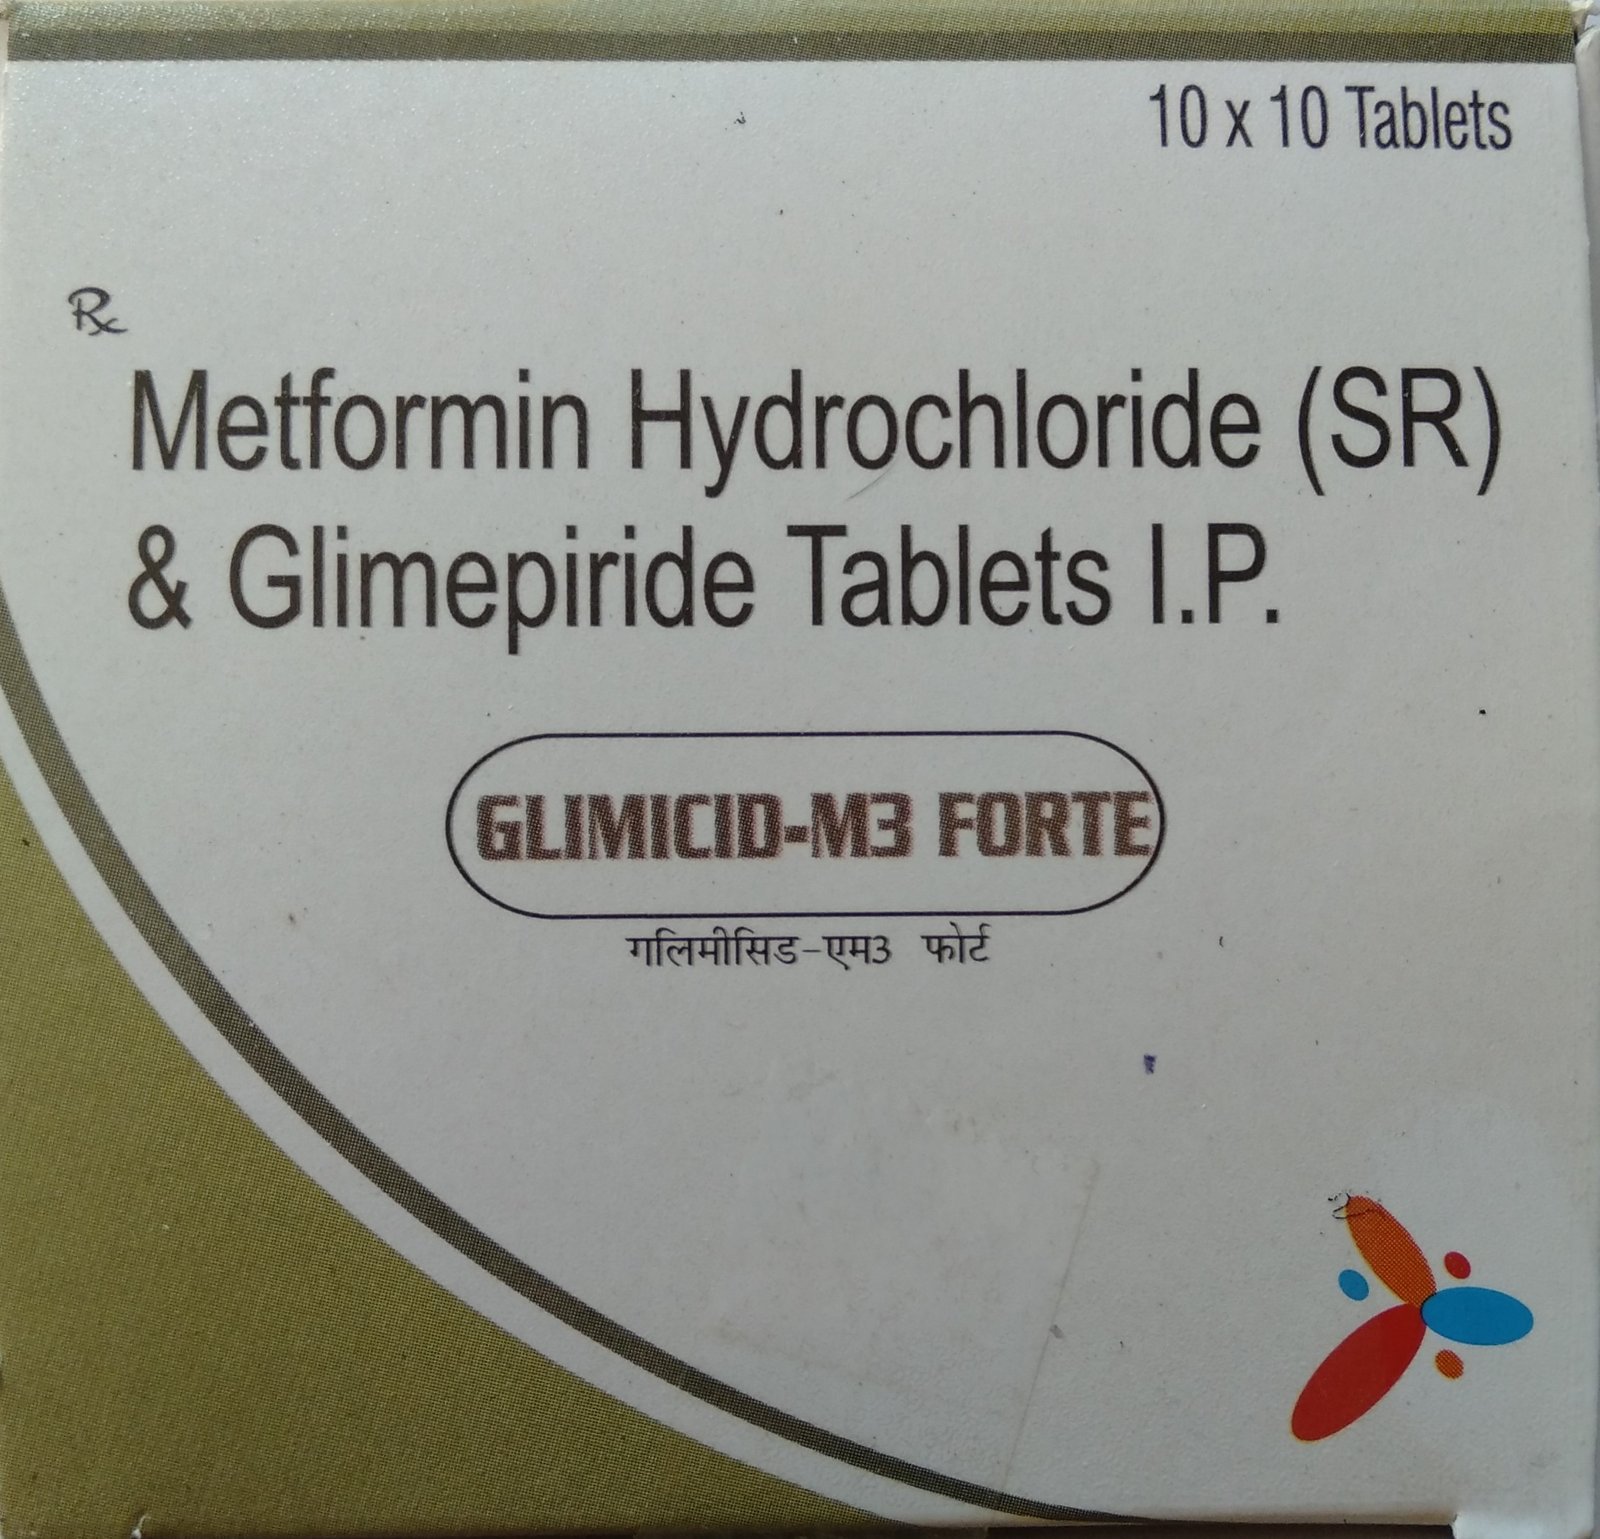 10 x 10 Tablets
Rx
Metformin Hydrochloride (SR)
& Glimepiride Tablets I.P.
GLIMICID-M3 FORTE
गलिमीसिड-एम3 फोर्ट